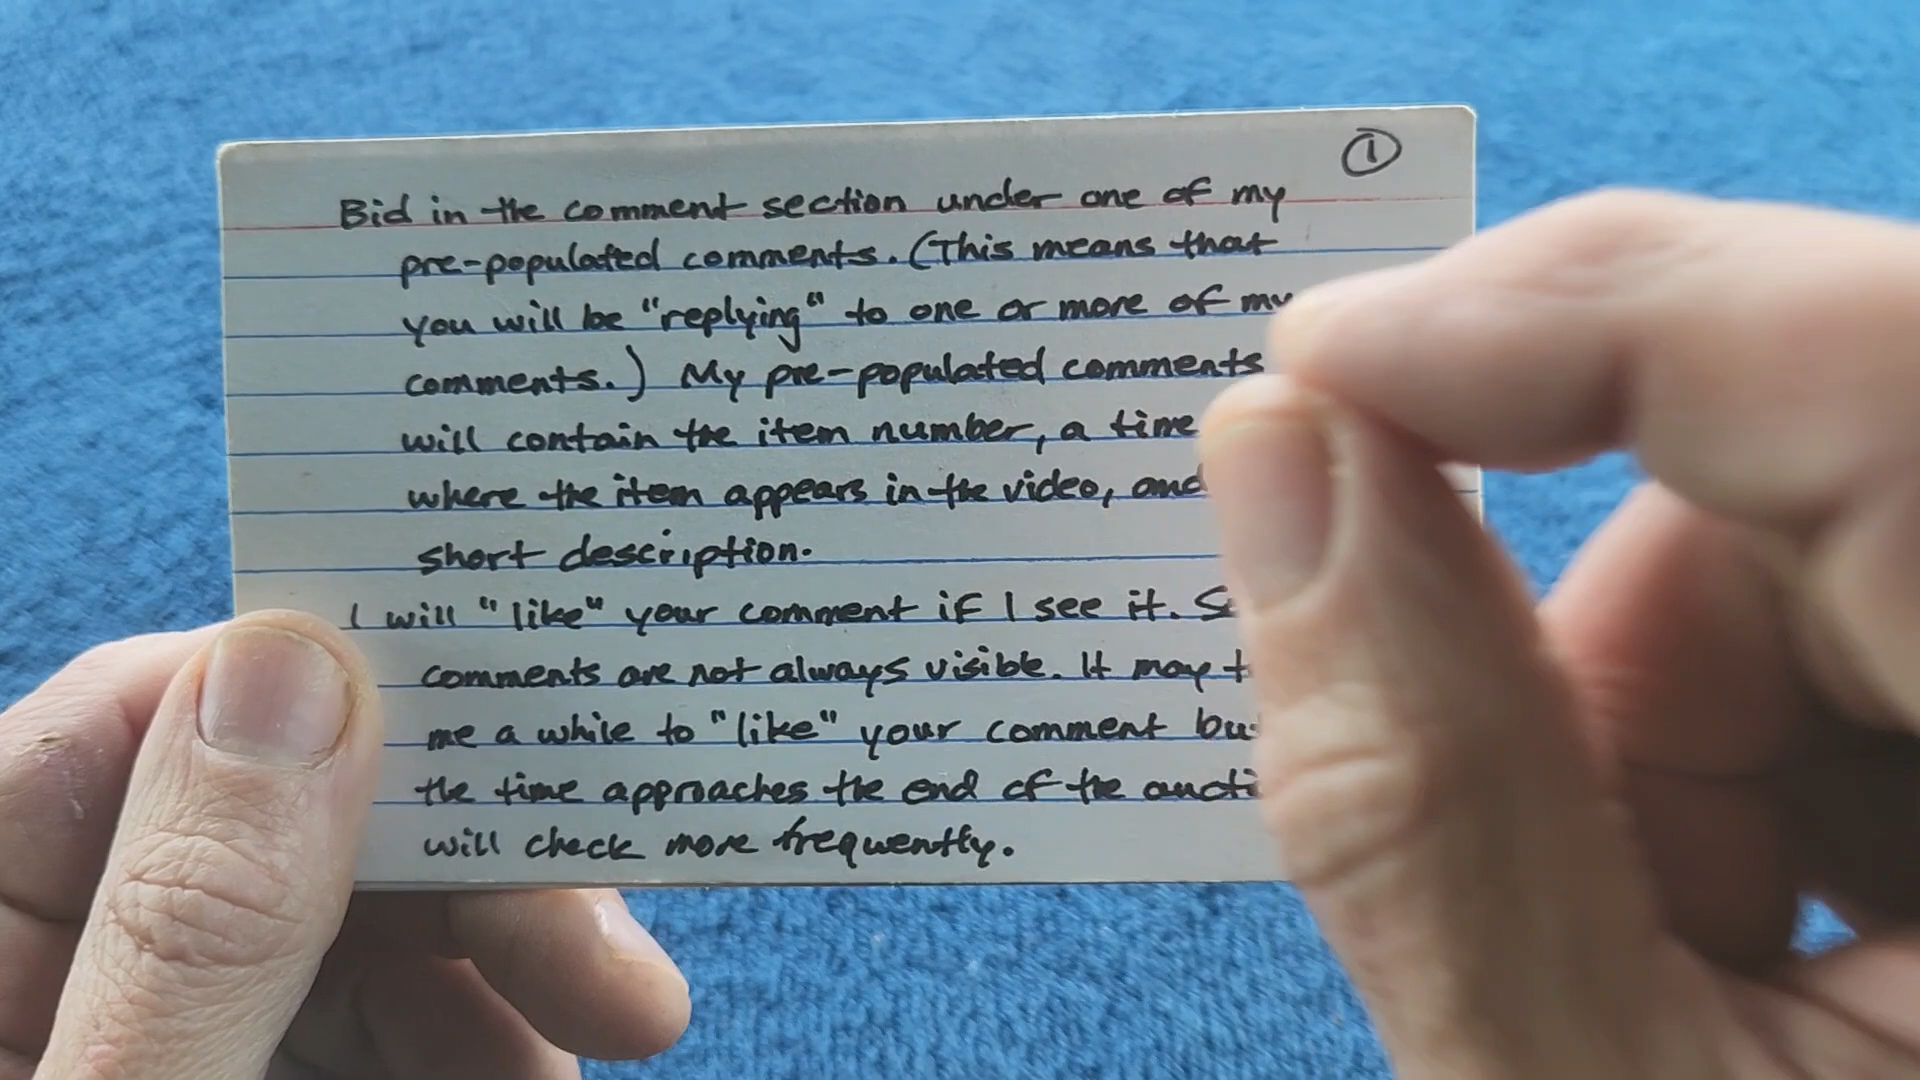 ①
Bid in the comment section under one of my
pre-populated comments. (This means that
you will be "replying" to one or more of my
comments.) My pre-populated comments
will contain the item number, a time
where the item appears in the video, and
short description.
I will "like" your comment if I see it.
comments are not always visible. It may
me a while to "like" your comment
the time approaches the end of the
will check more frequently.